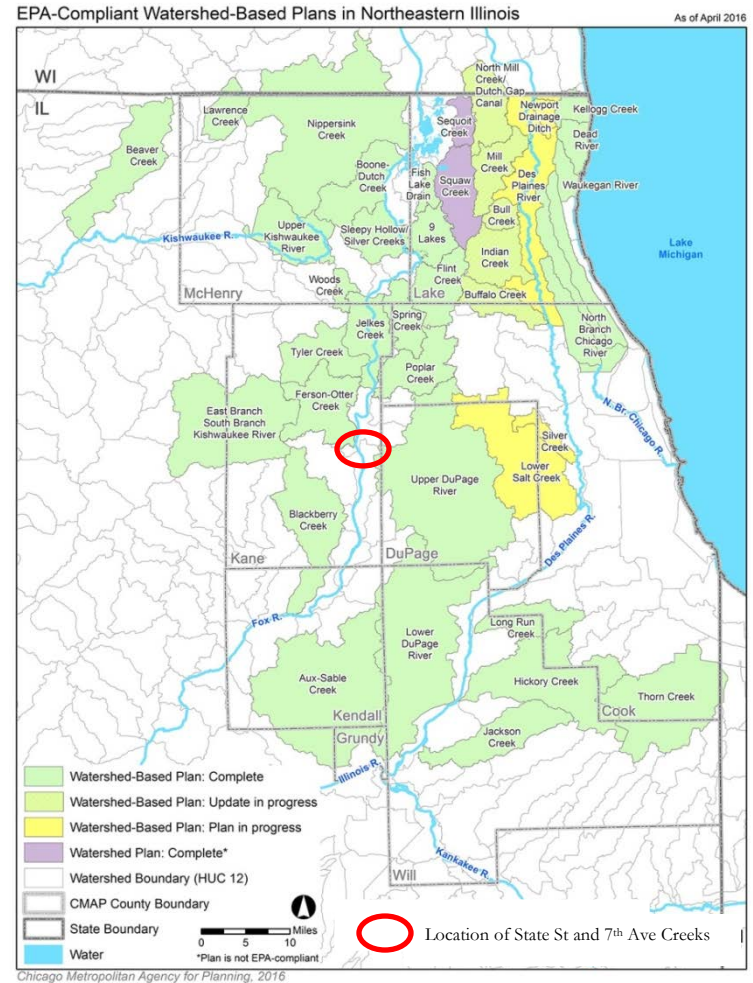 EPA-Compliant Watershed-Based Plans in Northeastern Illinois
As of April 2016
WI
IL
North Mill
Creek/
Dutch Gap
Canal
Lawrence
Creek
Nippersink
Creek
Sequoit
Creek
Newport
Drainage
Ditch
Kellogg Creek
Dead
River
Beaver
Creek
Boone-
Dutch
Creek
Fish
Lake
Drain
Squaw
Creek
Mill
Creek
Des
Plaines
River
Waukegan River
Bull
Creek
Upper
Kishwaukee
River
Sleepy Hollow/
Silver Creeks
9
Lakes
Kishwaukee R.
Indian
Creek
Lake
Michigan
Flint
Creek
Woods
Creek
McHenry
Lake
Buffalo Creek
Jelkes
Creek
Spring
Creek
North
Branch
Chicago
River
Tyler Creek
Poplar
Creek
Ferson-Otter
Creek
East Branch
South Branch
Kishwaukee River
N. Br. Chicago R.
Silver
Creek
Lower
Salt Creek
Upper DuPage
River
Blackberry
Creek
Kane
DuPage
Des Plaines R.
Fox R.
Long Run
Creek
Lower
DuPage
River
Aux-Sable
Creek
Hickory Creek
Thorn Creek
Kendall
Cook
Grundy
Jackson
Creek
Illinois R.
Kankakee R.
Will
Watershed-Based Plan: Complete
Watershed-Based Plan: Update in progress
Watershed-Based Plan: Plan in progress
Watershed Plan: Complete*
Watershed Boundary (HUC 12)
CMAP County Boundary
State Boundary
Water
Miles
0 5 10
*Plan is not EPA-compliant
Location of State St and 7th Ave Creeks
Chicago Metropolitan Agency for Planning, 2016